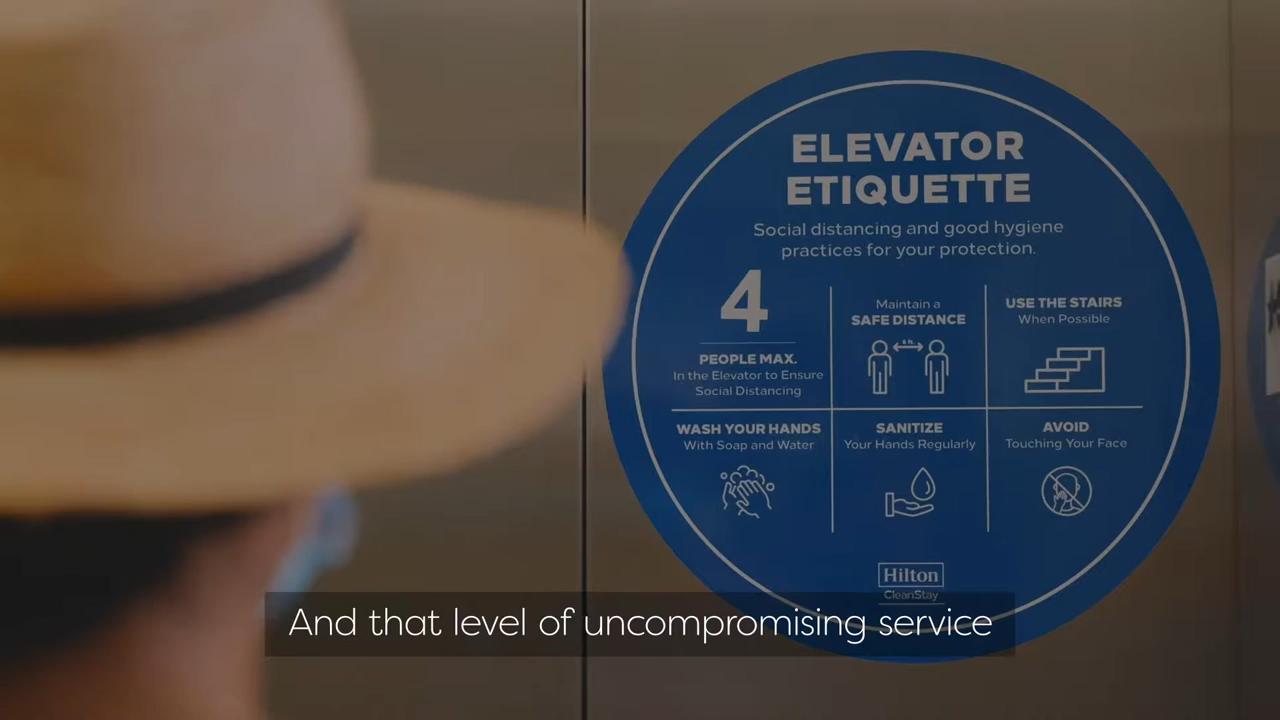 ELEVATOR
ETIQUETTE
Social distancing and good hygiene
practices for your protection.
4
PEOPLE MAX.
In the Elevator to Ensure
Social Distancing
Maintain a
SAFE DISTANCE
6 ft.
USE THE STAIRS
When Possible
WASH YOUR HANDS
With Soap and Water
SANITIZE
Your Hands Regularly
AVOID
Touching Your Face
Hilton
CleanStay
And that level of uncompromising service